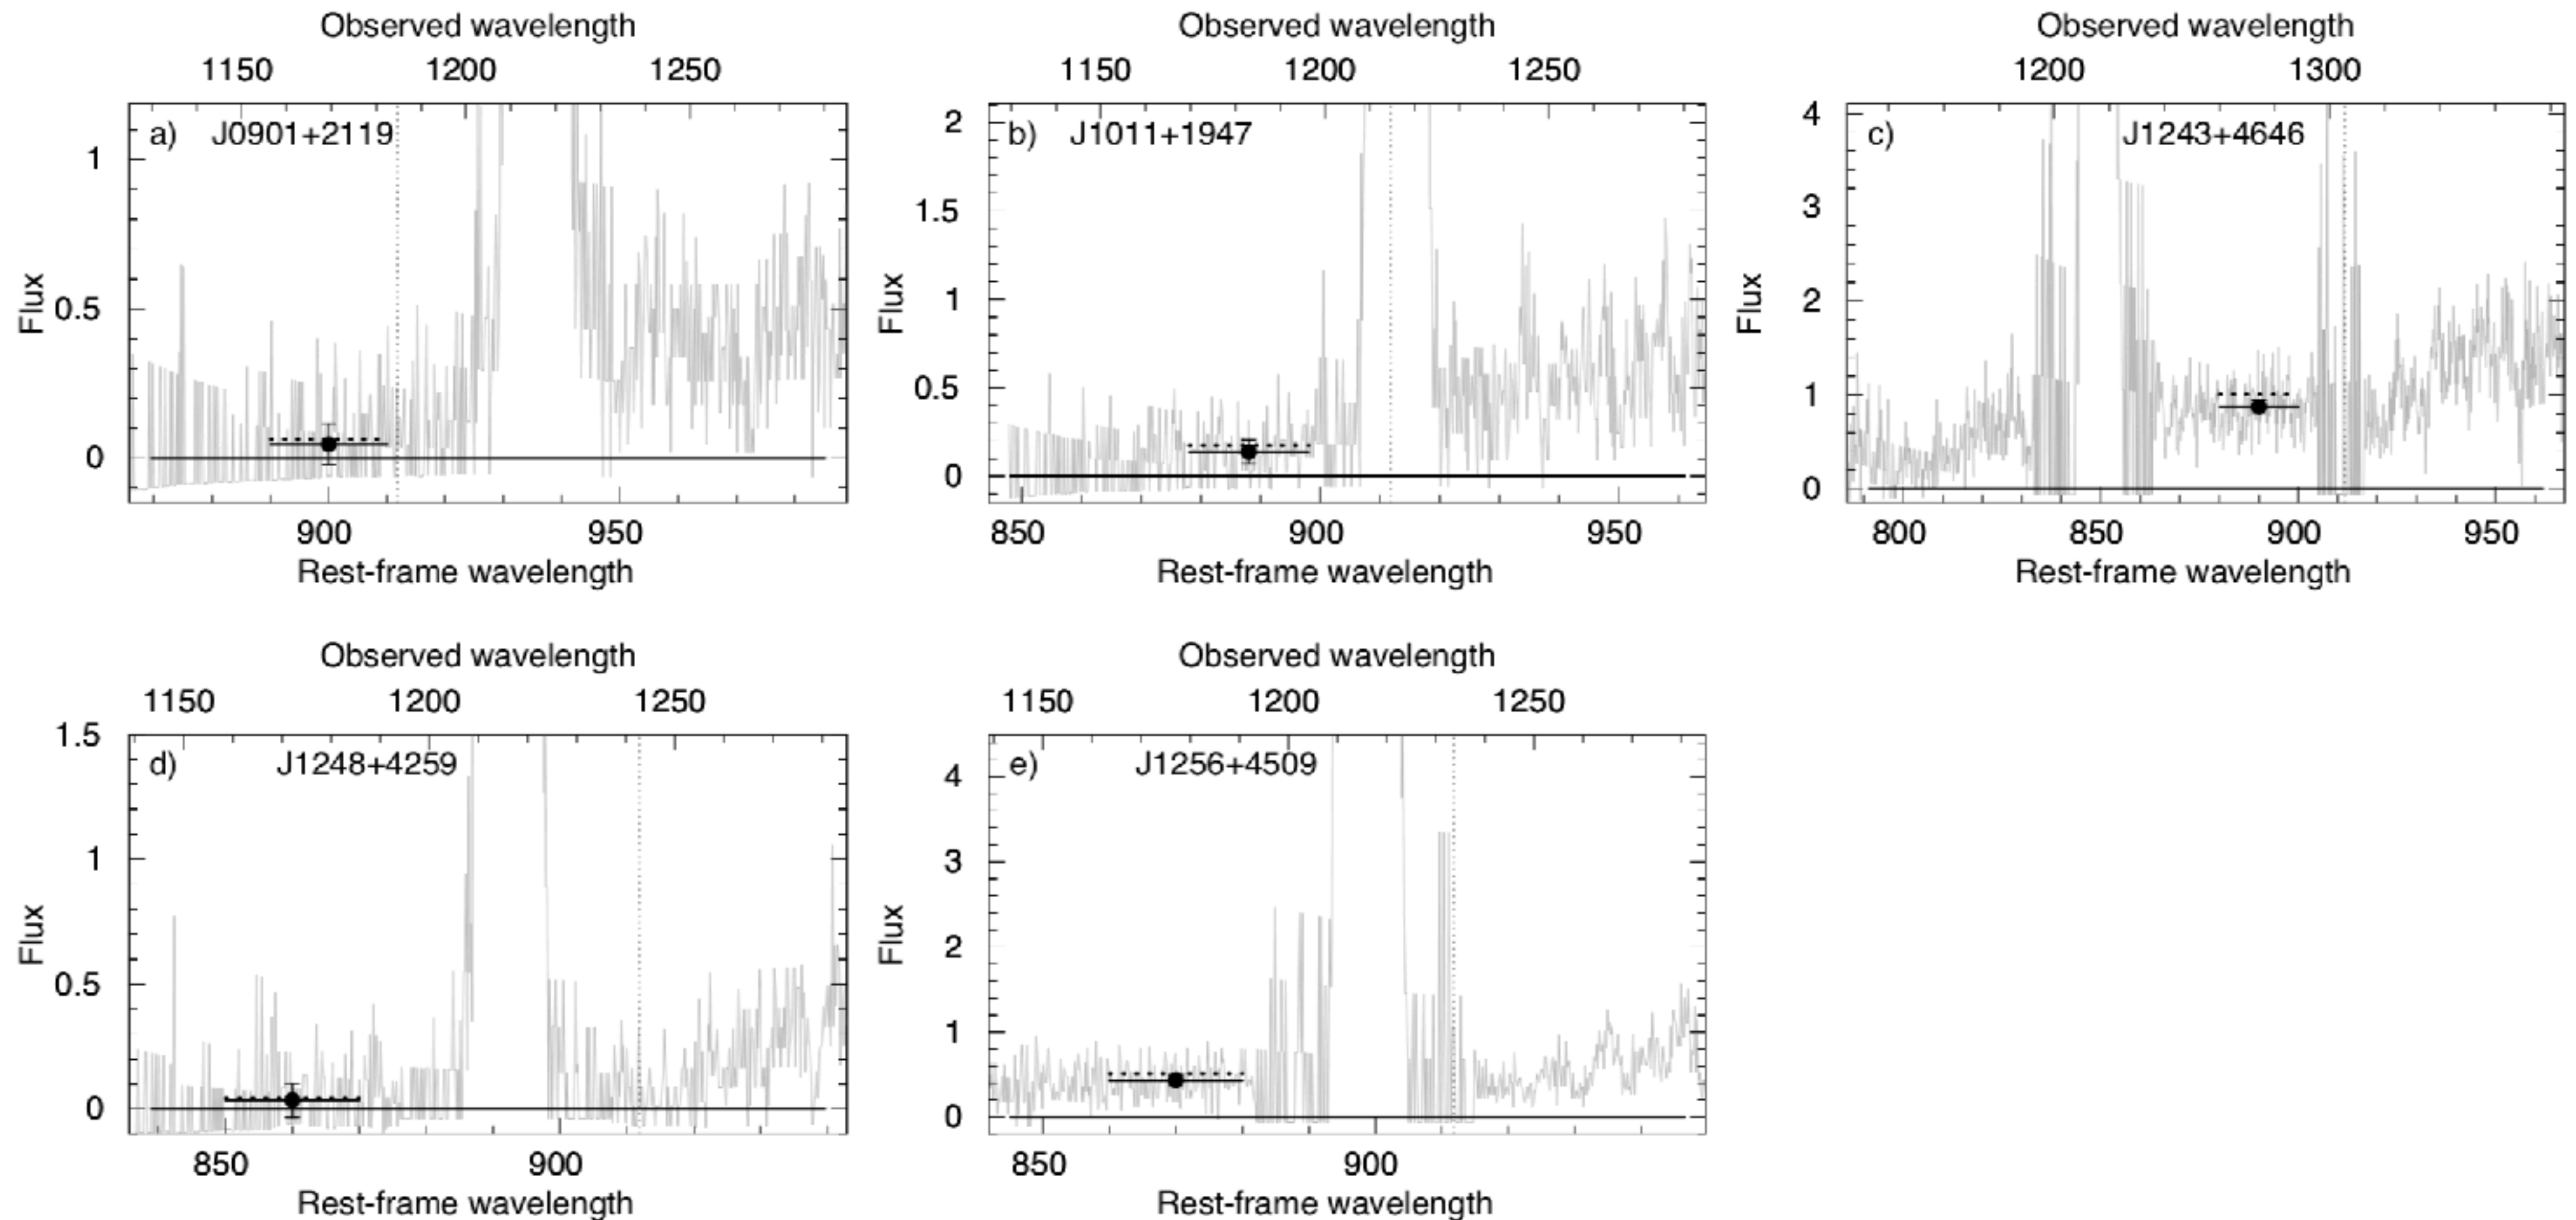 Observed wavelength
1150 1200 1250
a) J0901+2119
1
0.5
0
Flux
900 950
Rest-frame wavelength
Observed wavelength
1150 1200 1250
b) J1011+1947
2
1.5
1
0.5
0
Flux
850 900 950
Rest-frame wavelength
Observed wavelength
1200 1300
c) J1243+4646
4
3
2
1
0
Flux
800 850 900 950
Rest-frame wavelength
Observed wavelength
1150 1200 1250
d) J1248+4259
1.5
1
0.5
0
Flux
850 900
Rest-frame wavelength
Observed wavelength
1150 1200 1250
e) J1256+4509
4
3
2
1
0
Flux
850 900
Rest-frame wavelength